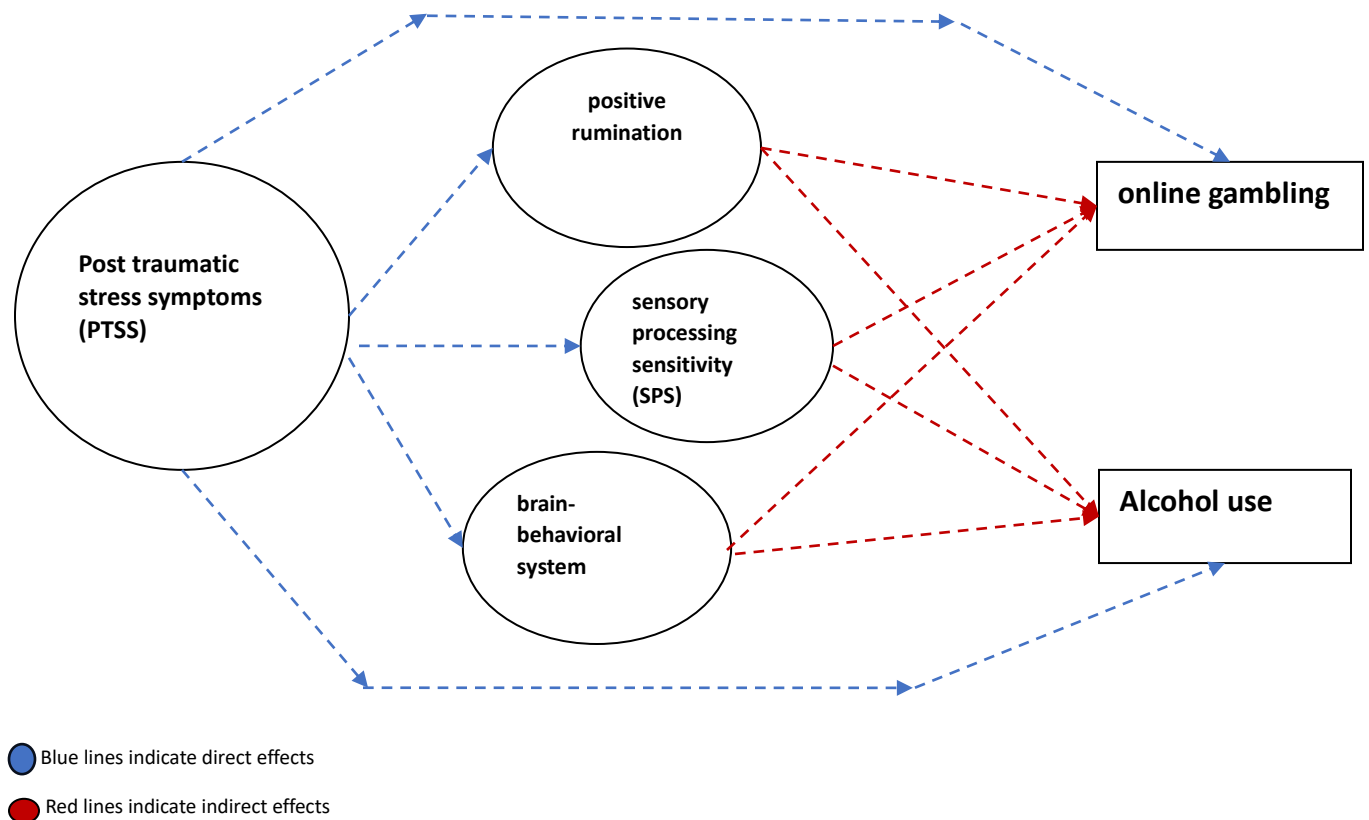 positive
rumination
online gambling
Post traumatic
stress symptoms
(PTSS)
sensory
processing
sensitivity
(SPS)
brain-
behavioral
system
Alcohol use
Blue lines indicate direct effects
Red lines indicate indirect effects